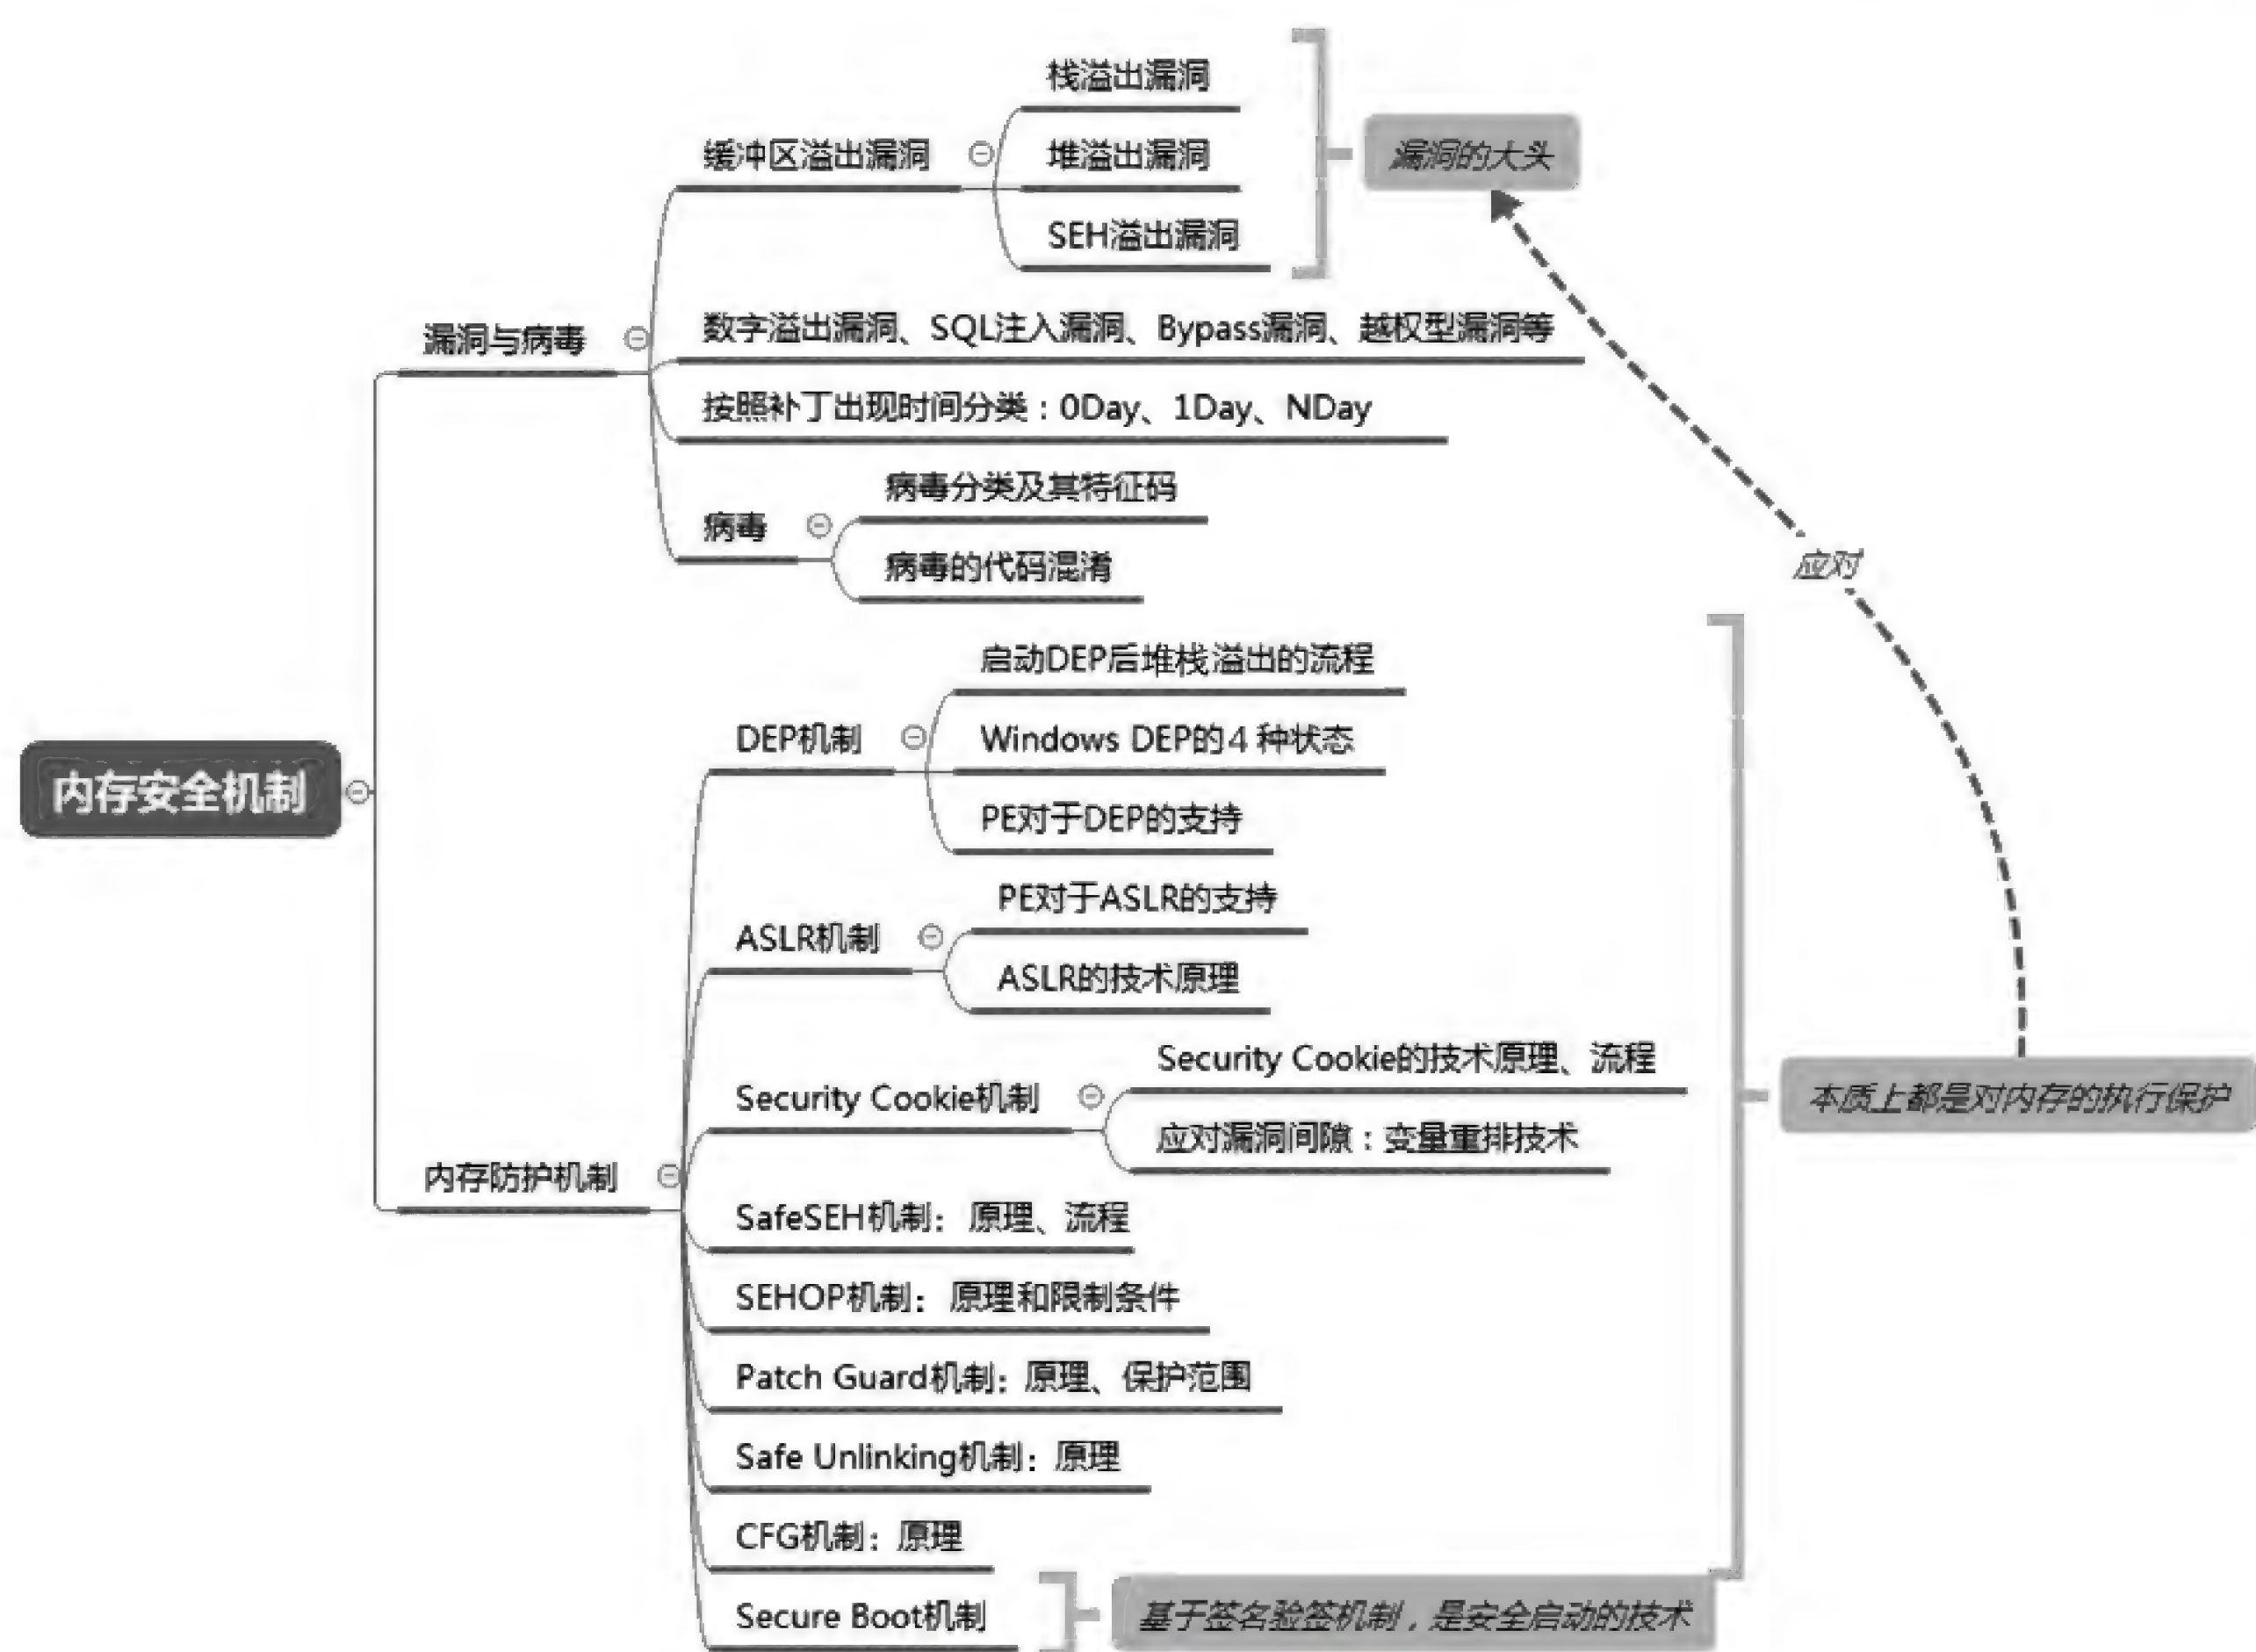 栈溢出漏洞
缓冲区溢出漏洞
堆溢出漏洞
漏洞的大头
SEH溢出漏洞
漏洞与病毒
数字溢出漏洞、SQL注入漏洞、Bypass漏洞、越权型漏洞等
按照补丁出现时间分类：0Day、1Day、NDay
病毒
病毒分类及其特征码
病毒的代码混淆
应对
内存安全机制
启动DEP后堆栈溢出的流程
DEP机制
Windows DEP的4 种状态
PE对于DEP的支持
PE对于ASLR的支持
ASLR机制
ASLR的技术原理
Security Cookie的技术原理、流程
Security Cookie机制
应对漏洞间隙：变量重排技术
本质上都是对内存的执行保护
内存防护机制
SafeSEH机制：原理、流程
SEHOP机制：原理和限制条件
Patch Guard机制：原理、保护范围
Safe Unlinking机制：原理
CFG机制：原理
Secure Boot机制
基于签名验签机制，是安全启动的技术